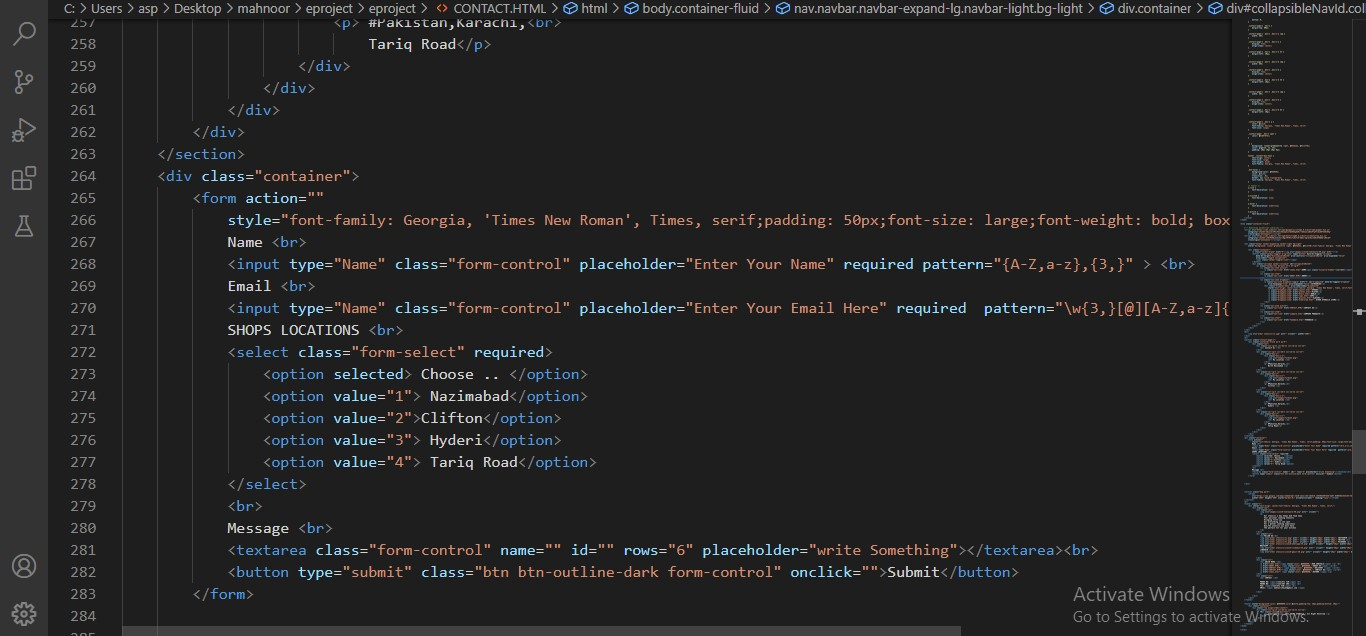 C: > Users > asp > Desktop > mahnoor > eproject > eproject > CONTACT.HTML > html > body.container-fluid > nav.navbar.navbar-expand-lg.navbar-light.bg-light > div.container > div#collapsibleNavId.col
257 <p> #Pakistan,Karachi,<br>
258 Tariq Road</p>
259 </div>
260 </div>
261 </div>
262 </div>
263 </section>
264 <div class="container">
265 <form action=""
266 style="font-family: Georgia, 'Times New Roman', Times, serif;padding: 50px;font-size: large;font-weight: bold; box
267 Name <br>
268 <input type="Name" class="form-control" placeholder="Enter Your Name" required pattern="{A-Z,a-z},{3,}" > <br>
269 Email <br>
270 <input type="Name" class="form-control" placeholder="Enter Your Email Here" required  pattern="\w{3,}[@][A-Z,a-z]{
271 SHOPS LOCATIONS <br>
272 <select class="form-select" required>
273 <option selected> Choose .. </option>
274 <option value="1"> Nazimabad</option>
275 <option value="2">Clifton</option>
276 <option value="3"> Hyderi</option>
277 <option value="4"> Tariq Road</option>
278 </select>
279 <br>
280 Message <br>
281 <textarea class="form-control" name="" id="" rows="6" placeholder="write Something"></textarea><br>
282 <button type="submit" class="btn btn-outline-dark form-control" onclick="">Submit</button>
283 </form>
284
285
Activate Windows
Go to Settings to activate Windows.